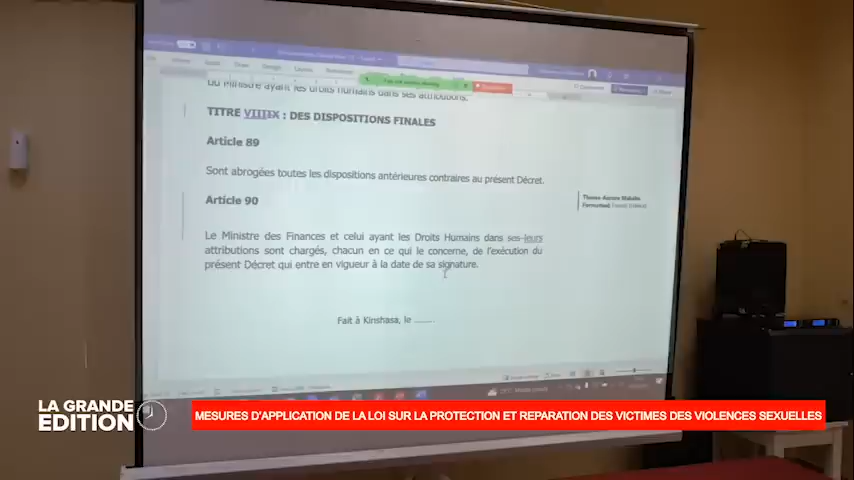 du Ministre ayant les droits humains dans ses attributions.
TITRE VIIIIX : DES DISPOSITIONS FINALES
Article 89
Sont abrogées toutes les dispositions antérieures contraires au présent Décret.
Article 90
Le Ministre des Finances et celui ayant les Droits Humains dans ses leurs
attributions sont chargés, chacun en ce qui le concerne, de l'exécution du
présent Décret qui entre en vigueur à la date de sa signature.
Formatted:
Fait à Kinshasa, le ........
LA GRANDE
EDITION
MESURES D'APPLICATION DE LA LOI SUR LA PROTECTION ET REPARATION DES VICTIMES DES VIOLENCES SEXUELLES